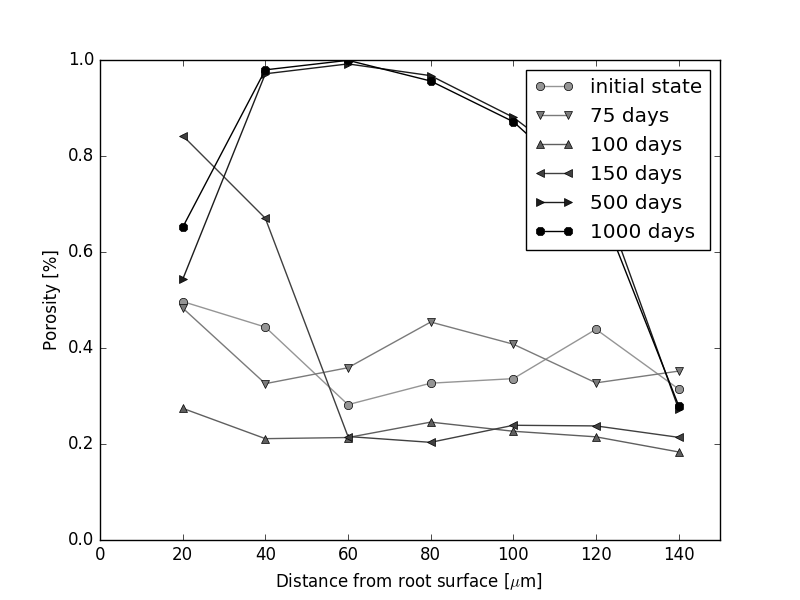 1.0
0.8
0.6
0.4
0.2
0.0
Porosity [%]
initial state
75 days
100 days
150 days
500 days
1000 days
0 20 40 60 80 100 120 140
Distance from root surface [μm]